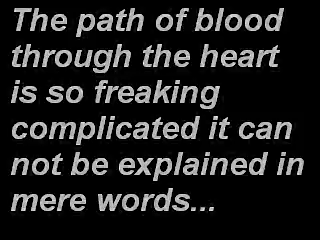 The path of blood
through the heart
is so freaking
complicated it can
not be explained in
mere words...